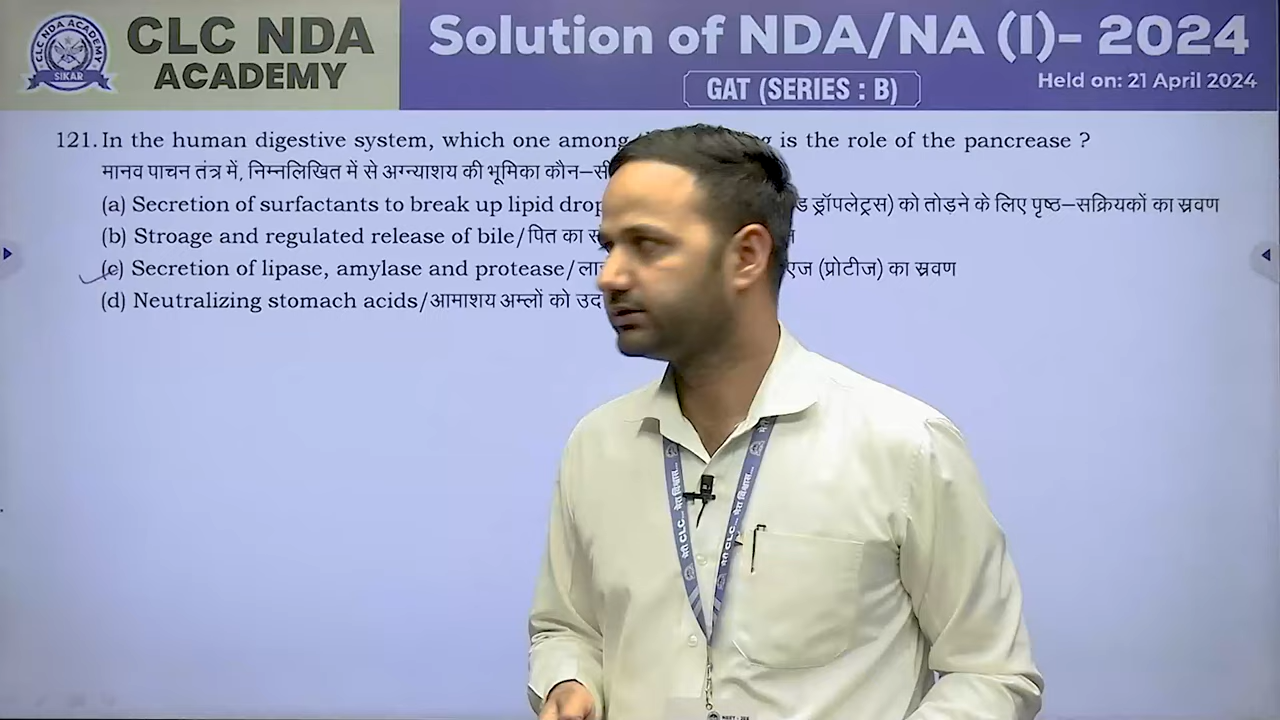 CLC NDA ACADEMY
SIKAR
CLC NDA
ACADEMY
Solution of NDA/NA (I)- 2024
Held on: 21 April 2024
GAT (SERIES : B)
121. In the human digestive system, which one among is the role of the pancrease ?
मानव पाचन तंत्र में, निम्नलिखित में से अग्न्याशय की भूमिका कौन–सी
(a) Secretion of surfactants to break up lipid ड्रॉपलेट्रस) को तोड़ने के लिए पृष्ठ–सक्रियकों का स्रवण
(b) Stroage and regulated release of bile/पित का
(c) Secretion of lipase, amylase and protease/ (प्रोटीज) का स्रवण
(d) Neutralizing stomach acids/आमाशय अम्लों को
मेरी CLC... मेरा विश्वास...
मेरी CLC... मेरा विश्वास...